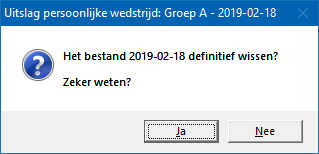 Uitslag persoonlijke wedstrijd: Groep A - 2019-02-18
Het bestand 2019-02-18 definitief wissen?
Zeker weten?
Ja Nee